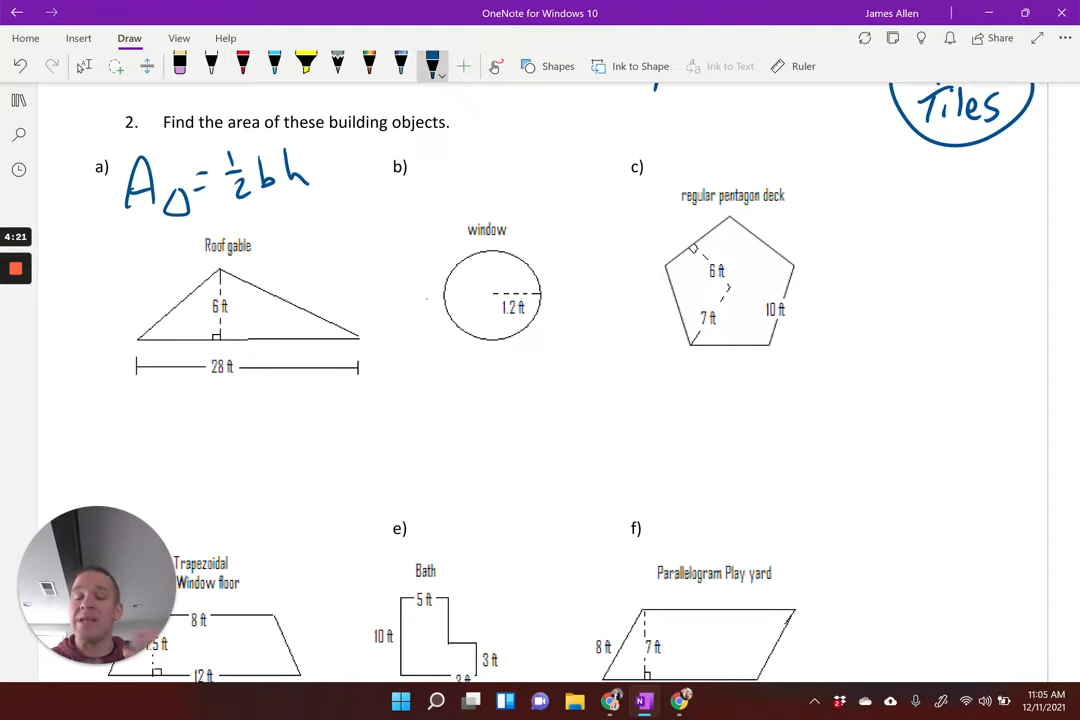 OneNote for Windows 10
James Allen
Home Insert Draw View Help
Share
Shapes Ink to Shape Ink to Text Ruler
Tiles
2. Find the area of these building objects.
a) A△ = 1/2 bh
b)
c)
regular pentagon deck
window
4:21
Roof gable
6 ft
28 ft
1.2 ft
6 ft
7 ft
10 ft
e)
f)
Trapezoidal
Window floor
8 ft
.5 ft
12 ft
Bath
5 ft
10 ft
3 ft
Parallelogram Play yard
8 ft
7 ft
11:05 AM
12/11/2021